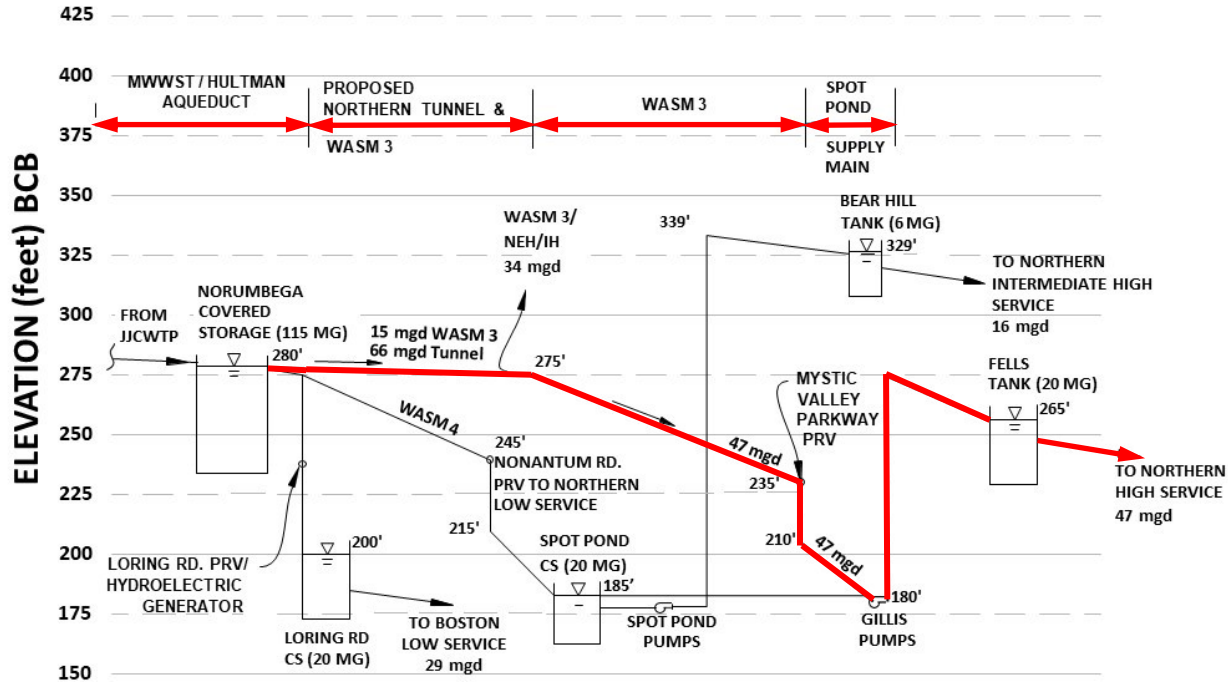 ELEVATION (feet) BCB
425
400
375
350
325
300
275
250
225
200
175
150
MWWST / HULTMAN
AQUEDUCT
PROPOSED
NORTHERN TUNNEL &
WASM 3
WASM 3
SPOT
POND
SUPPLY
MAIN
FROM
JJCWTP
NORUMBEGA
COVERED
STORAGE (115 MG)
280'
15 mgd WASM 3
66 mgd Tunnel
WASM 3/
NEH/IH
34 mgd
275'
339'
BEAR HILL
TANK (6 MG)
329'
TO NORTHERN
INTERMEDIATE HIGH
SERVICE
16 mgd
WASM 4
245'
NONANTUM RD.
PRV TO NORTHERN
LOW SERVICE
215'
47 mgd
235'
MYSTIC
VALLEY
PARKWAY
PRV
210'
47 mgd
FELLS
TANK (20 MG)
265'
TO NORTHERN
HIGH SERVICE
47 mgd
LORING RD. PRV/
HYDROELECTRIC
GENERATOR
200'
LORING RD
CS (20 MG)
TO BOSTON
LOW SERVICE
29 mgd
SPOT POND
CS (20 MG)
185'
SPOT POND
PUMPS
180'
GILLIS
PUMPS